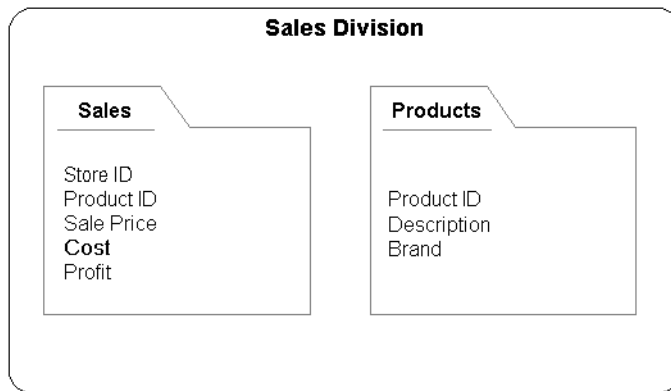 Sales Division
Sales
Store ID
Product ID
Sale Price
Cost
Profit
Products
Product ID
Description
Brand